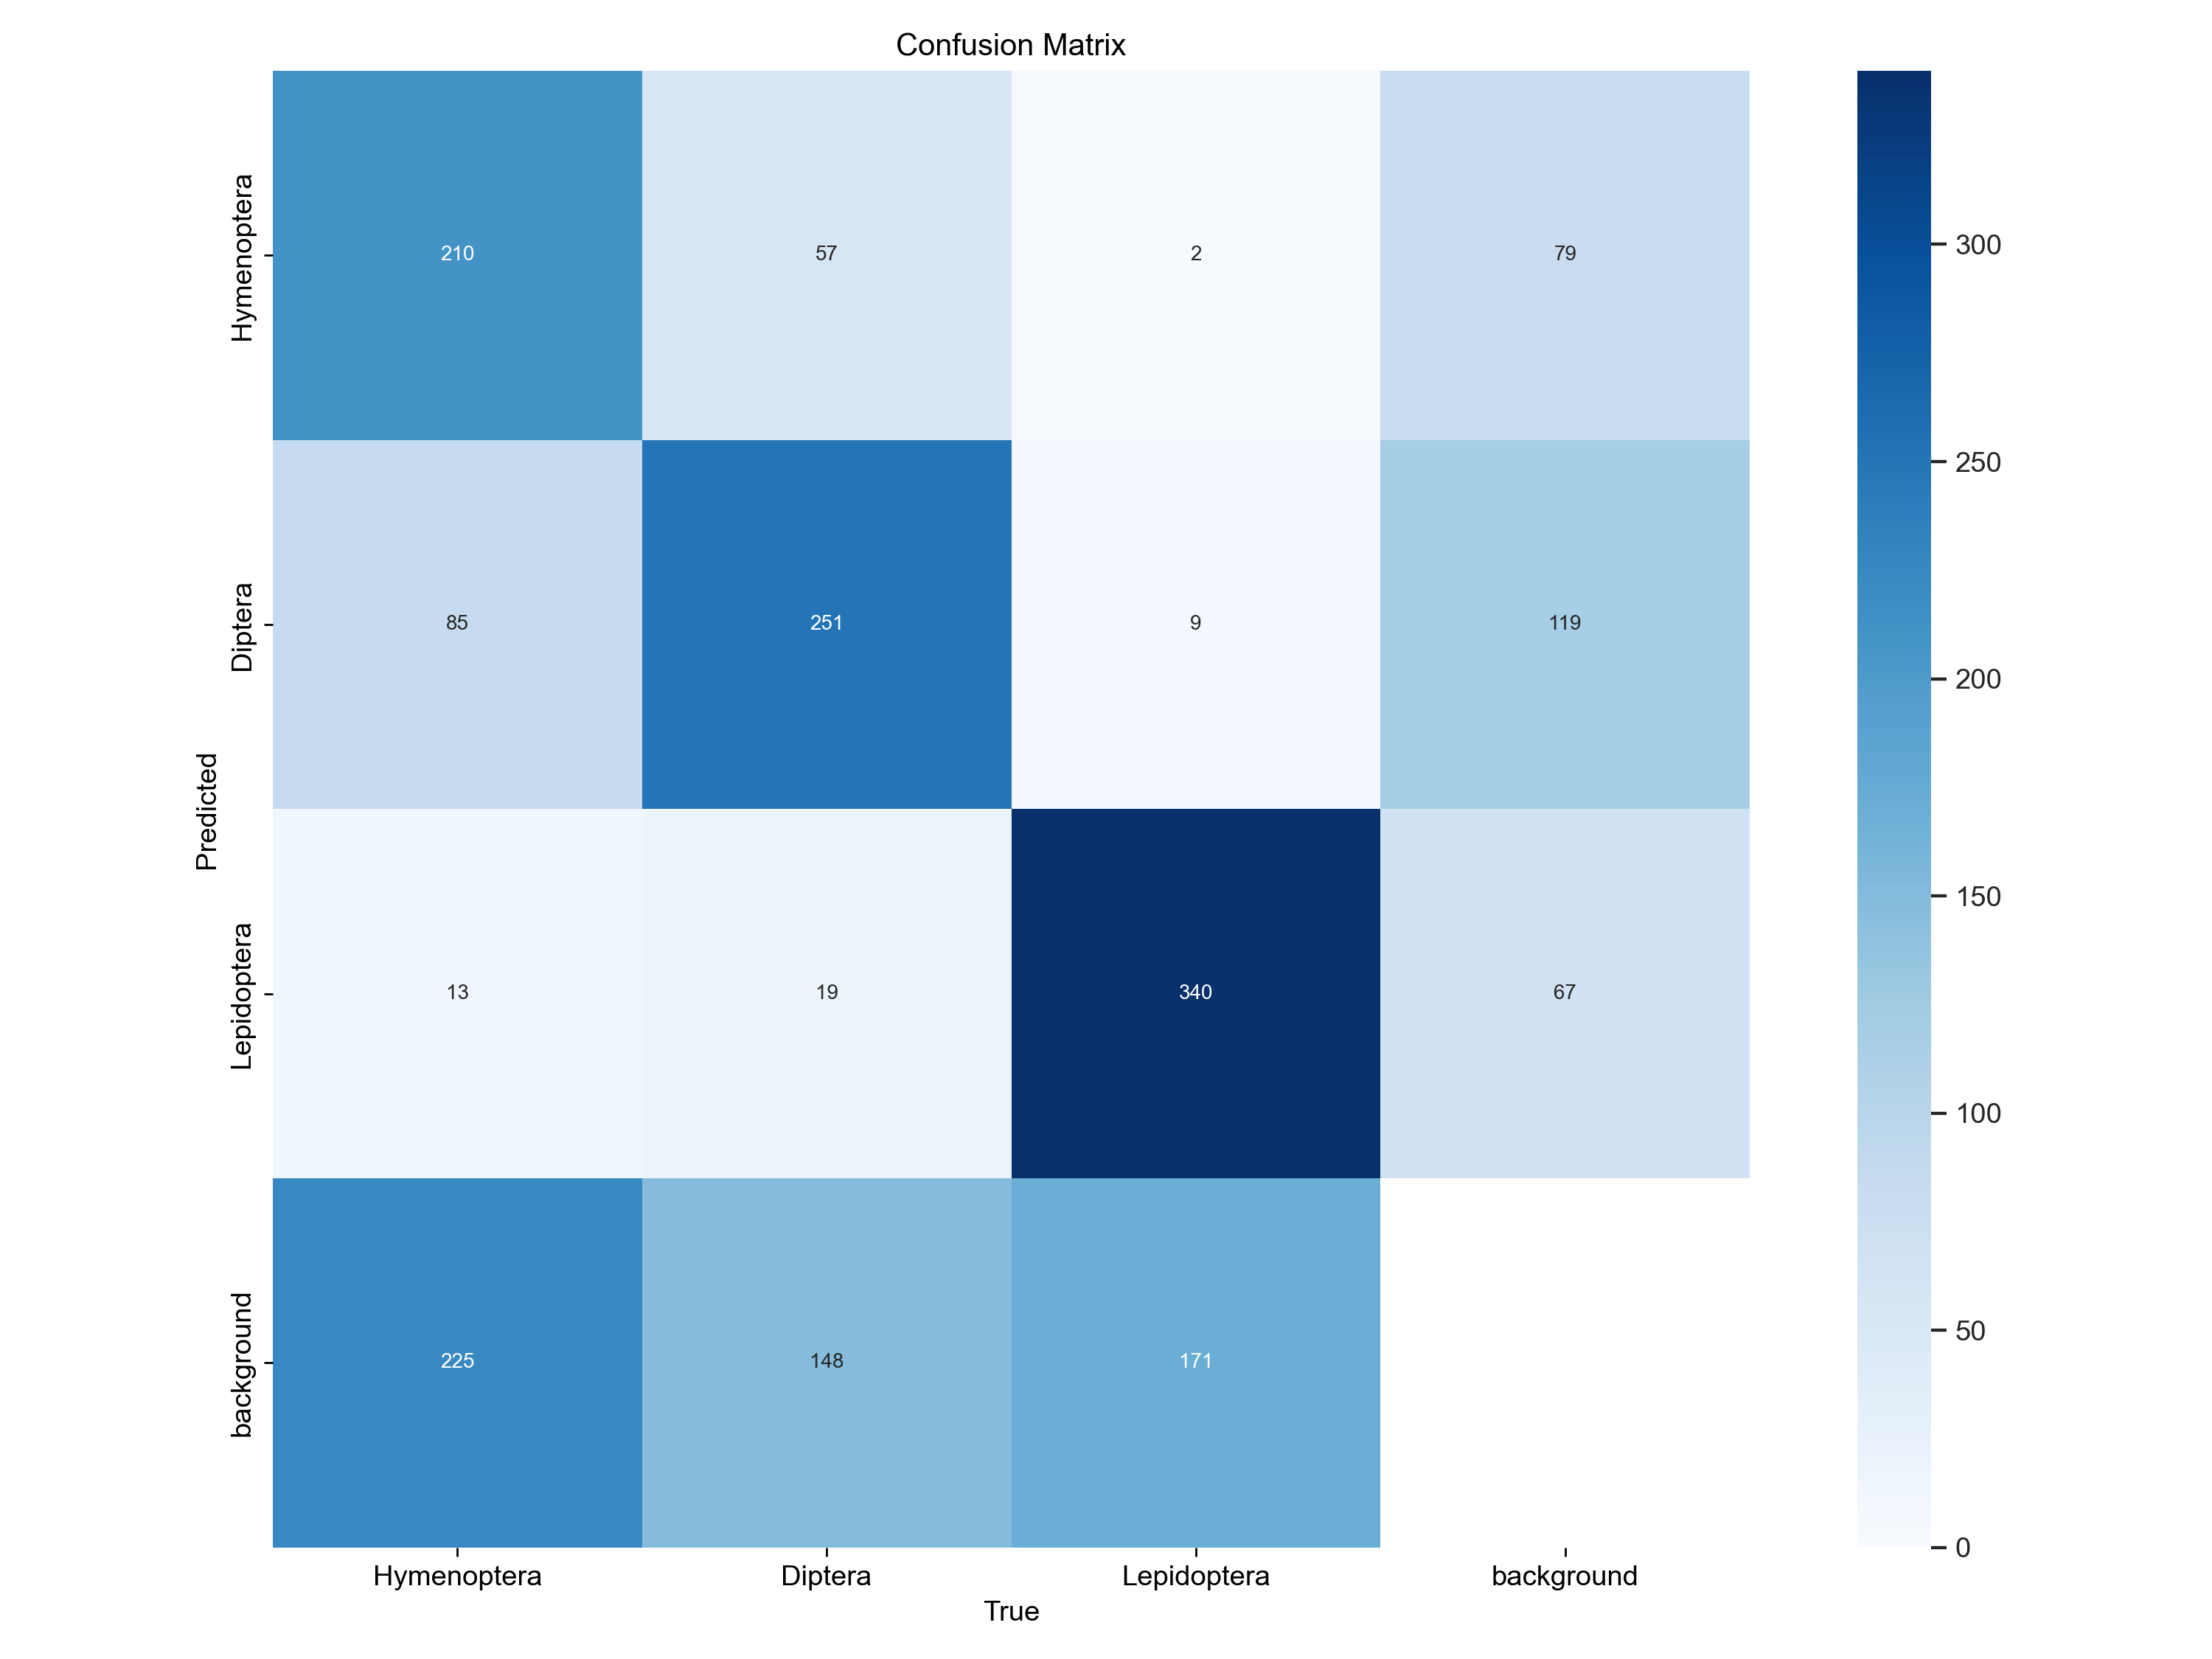 Confusion Matrix
Hymenoptera
210
57
2
79
Diptera
85
251
9
119
Lepidoptera
13
19
340
67
background
225
148
171
Predicted
Hymenoptera
Diptera
Lepidoptera
background
True
300
250
200
150
100
50
0